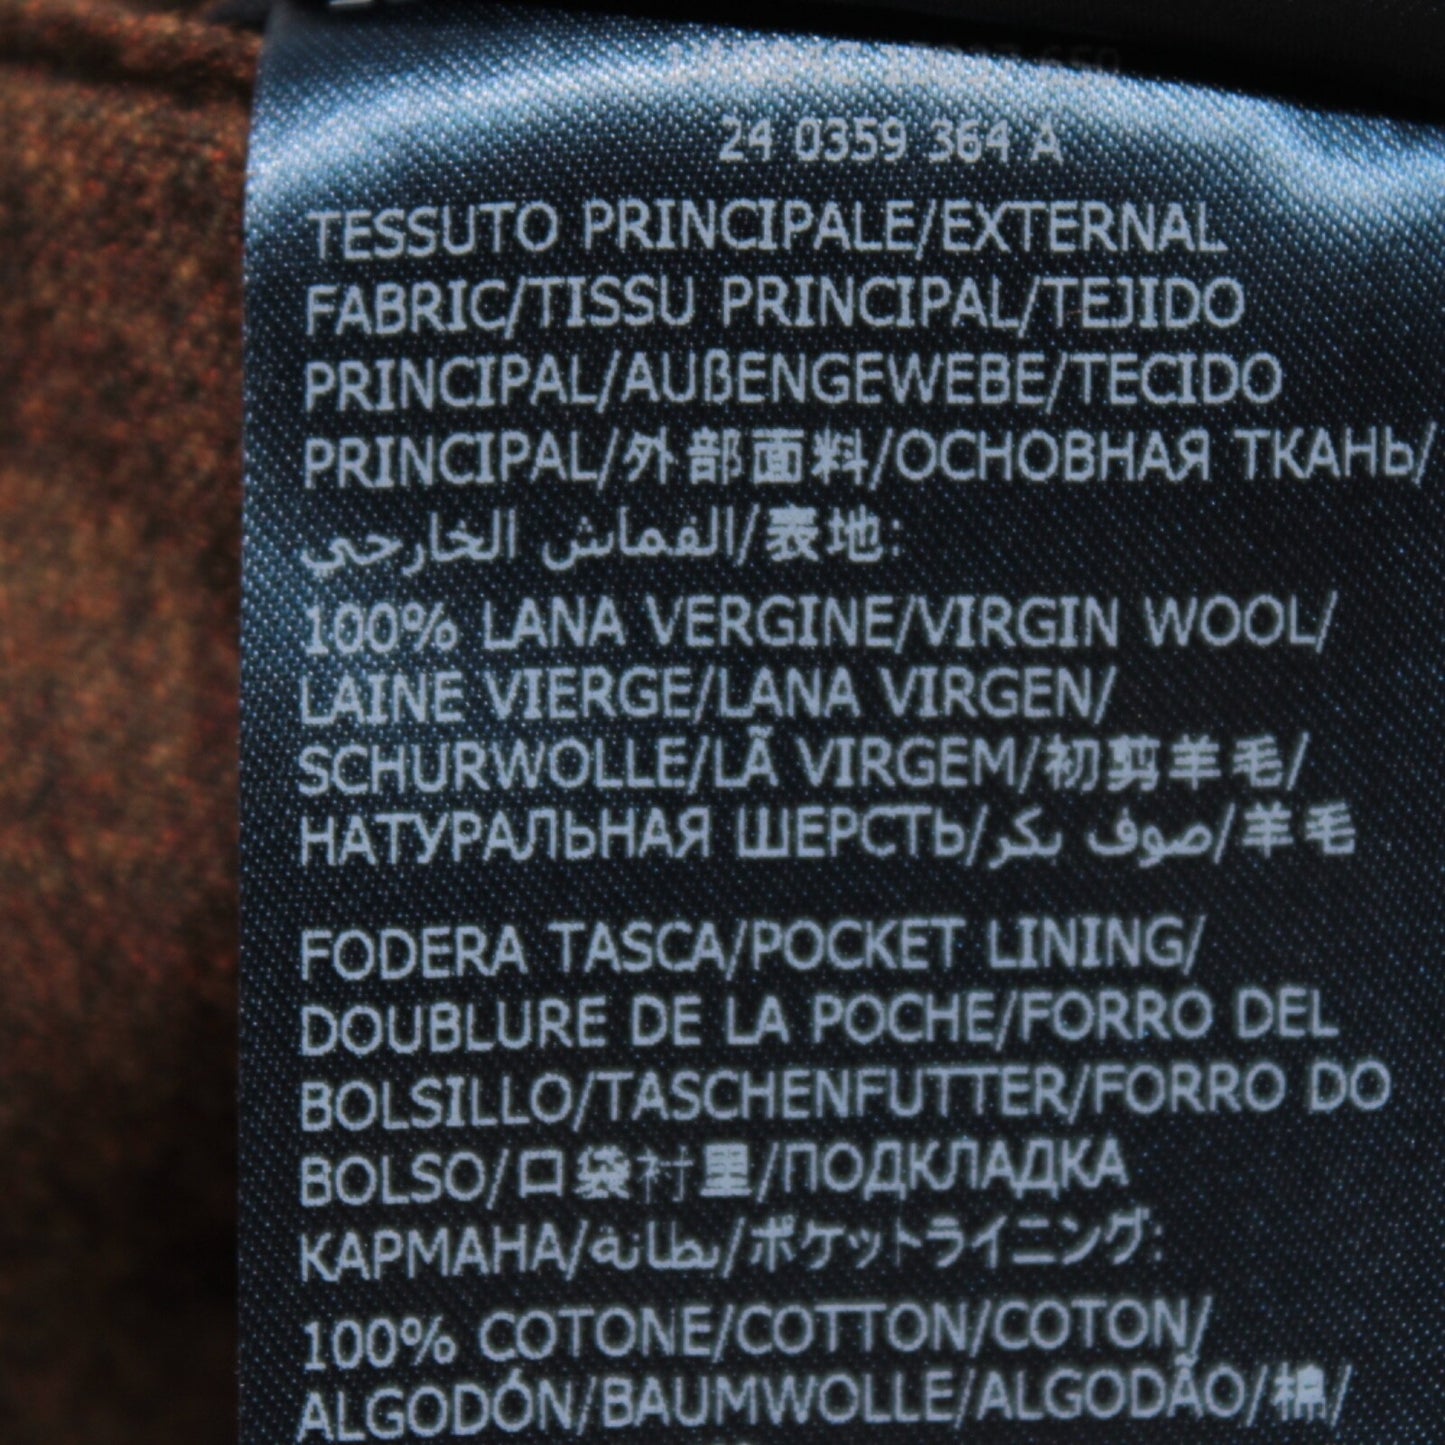 24 0359 364 A
TESSUTO PRINCIPALE/EXTERNAL
FABRIC/TISSU PRINCIPAL/TEJIDO
PRINCIPAL/AUßENGEWEBE/TECIDO
PRINCIPAL/外部面料/ОСНОВНАЯ ТКАНЬ/
القماش الخارجي/表地:
100% LANA VERGINE/VIRGIN WOOL/
LAINE VIERGE/LANA VIRGEN/
SCHURWOLLE/LÃ VIRGEM/初剪羊毛/
НАТУРАЛЬНАЯ ШЕРСТЬ/صوف بكر/羊毛
FODERA TASCA/POCKET LINING/
DOUBLURE DE LA POCHE/FORRO DEL
BOLSILLO/TASCHENFUTTER/FORRO DO
BOLSO/口袋衬里/ПОДКЛАДКА
КАРМАНА/بطانة/ポケットライニング:
100% COTONE/COTTON/COTON/
ALGODÓN/BAUMWOLLE/ALGODÃO/棉/